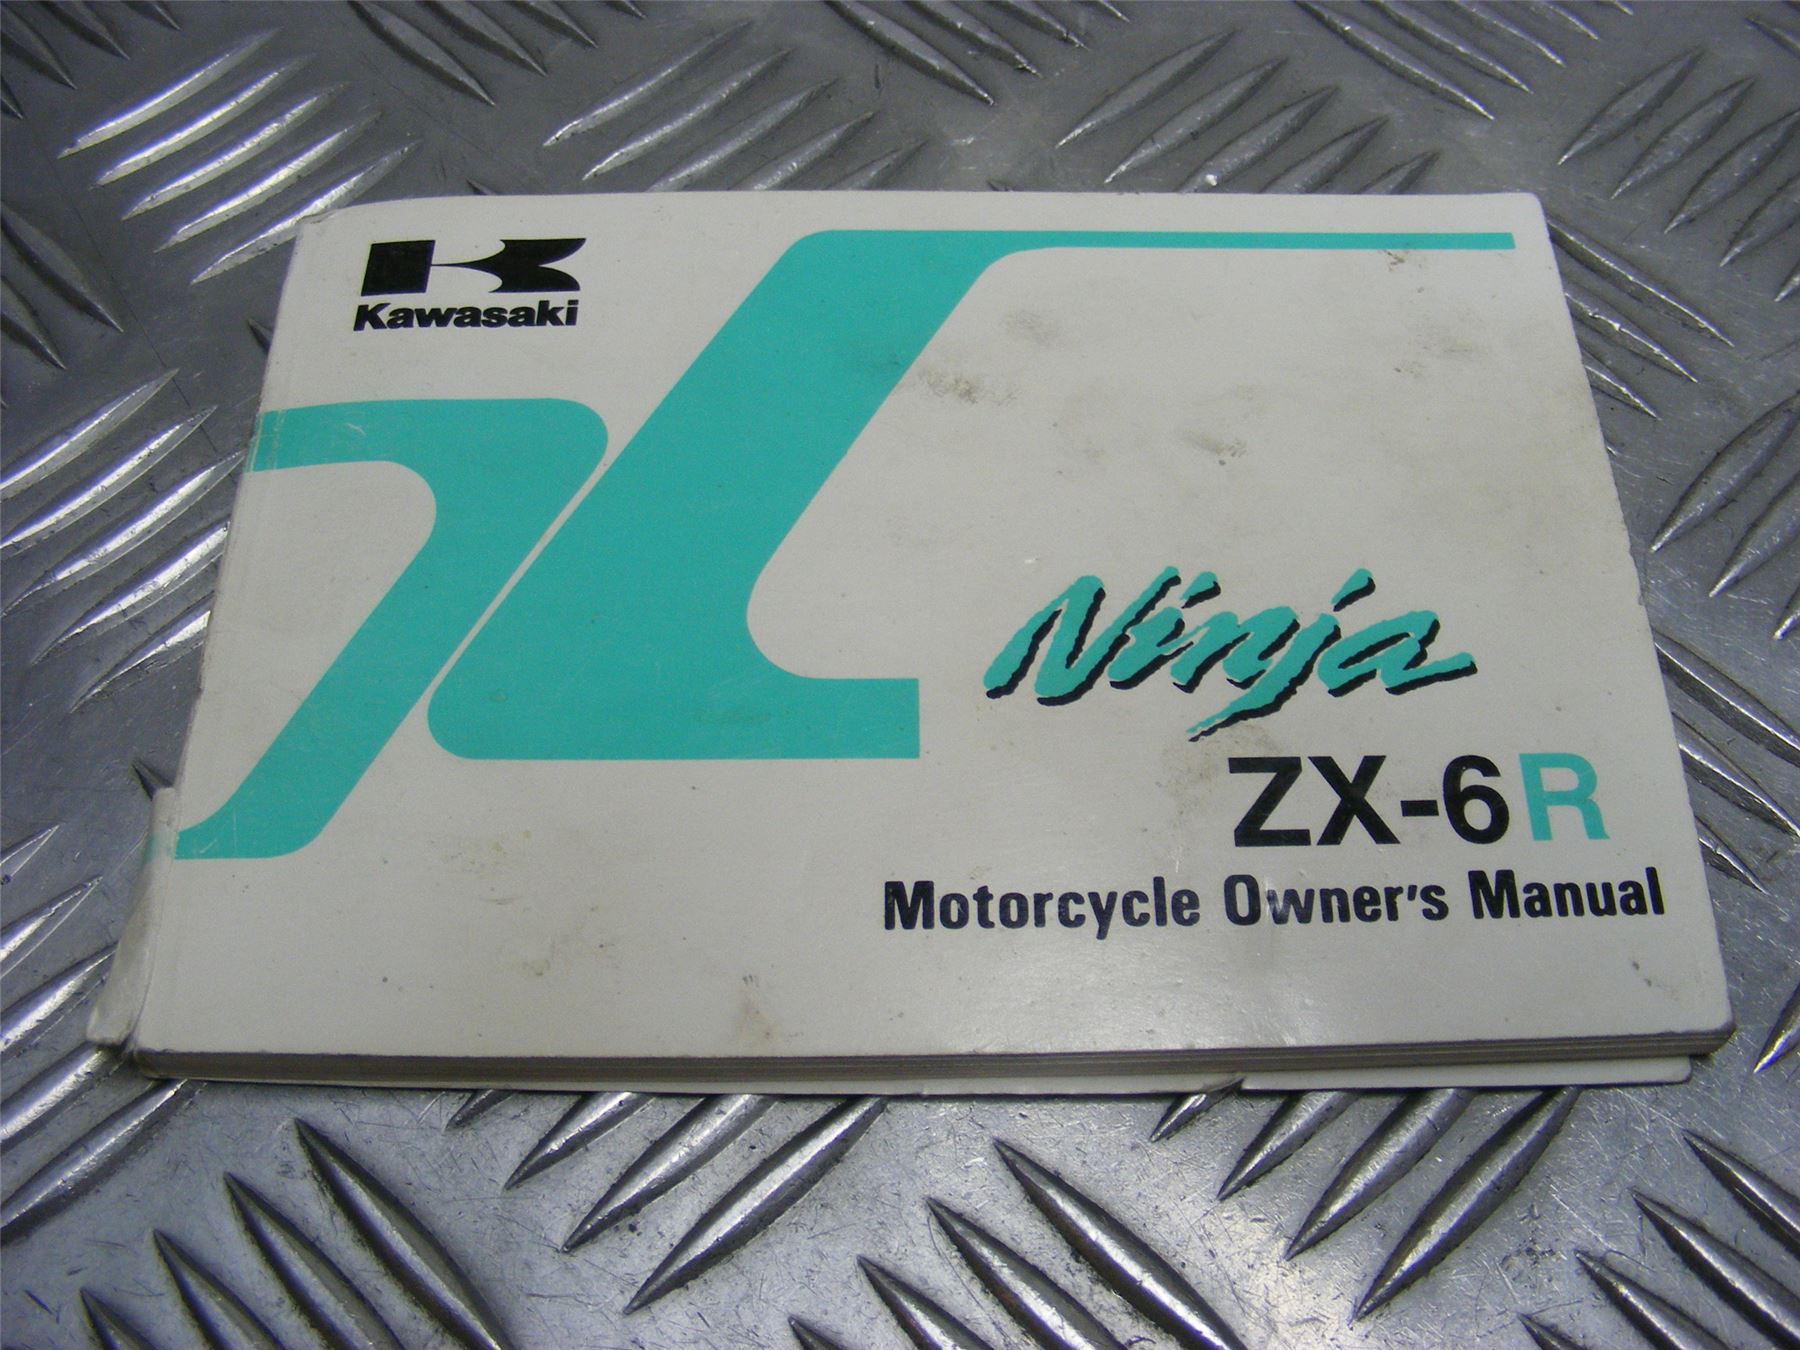 Kawasaki
Ninja
ZX-6R
Motorcycle Owner's Manual